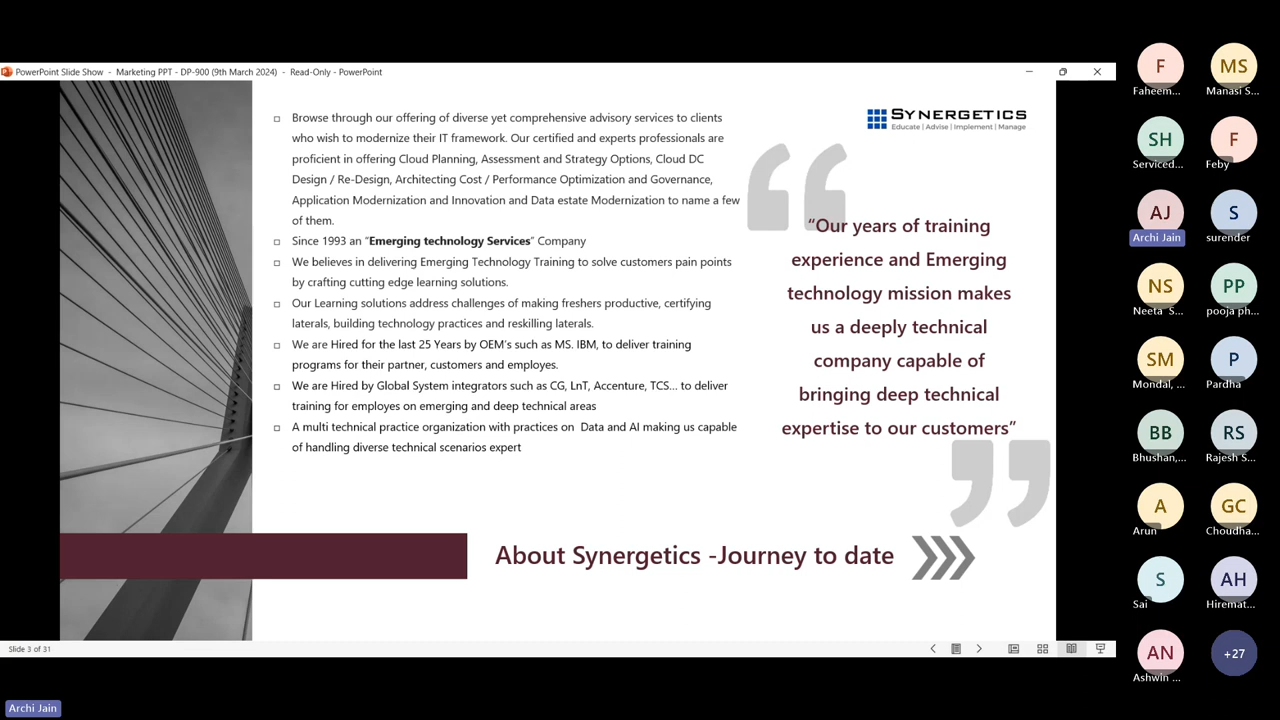 PowerPoint Slide Show - Marketing PPT - DP-900 (9th March 2024) - Read-Only - PowerPoint
Browse through our offering of diverse yet comprehensive advisory services to clients
who wish to modernize their IT framework. Our certified and experts professionals are
proficient in offering Cloud Planning, Assessment and Strategy Options, Cloud DC
Design / Re-Design, Architecting Cost / Performance Optimization and Governance,
Application Modernization and Innovation and Data estate Modernization to name a few
of them.
Since 1993 an “Emerging technology Services” Company
We believes in delivering Emerging Technology Training to solve customers pain points
by crafting cutting edge learning solutions.
Our Learning solutions address challenges of making freshers productive, certifying
laterals, building technology practices and reskilling laterals.
We are Hired for the last 25 Years by OEM’s such as MS. IBM, to deliver training
programs for their partner, customers and employes.
We are Hired by Global System integrators such as CG, LnT, Accenture, TCS... to deliver
training for employes on emerging and deep technical areas
A multi technical practice organization with practices on Data and AI making us capable
of handling diverse technical scenarios expert
SYNERGETICS
Educate | Advise | Implement | Manage
“Our years of training
experience and Emerging
technology mission makes
us a deeply technical
company capable of
bringing deep technical
expertise to our customers”
About Synergetics -Journey to date
Slide 3 of 31
Archi Jain
F
Faheem...
MS
Manasi S...
SH
Serviced...
F
Feby
AJ
Archi Jain
S
surender
NS
Neeta S...
PP
pooja ph...
SM
Mondal, ...
P
Pardha
BB
Bhushan,...
RS
Rajesh S...
A
Arun
GC
Choudha...
S
Sai
AH
Hiremat...
AN
Ashwin ...
+27